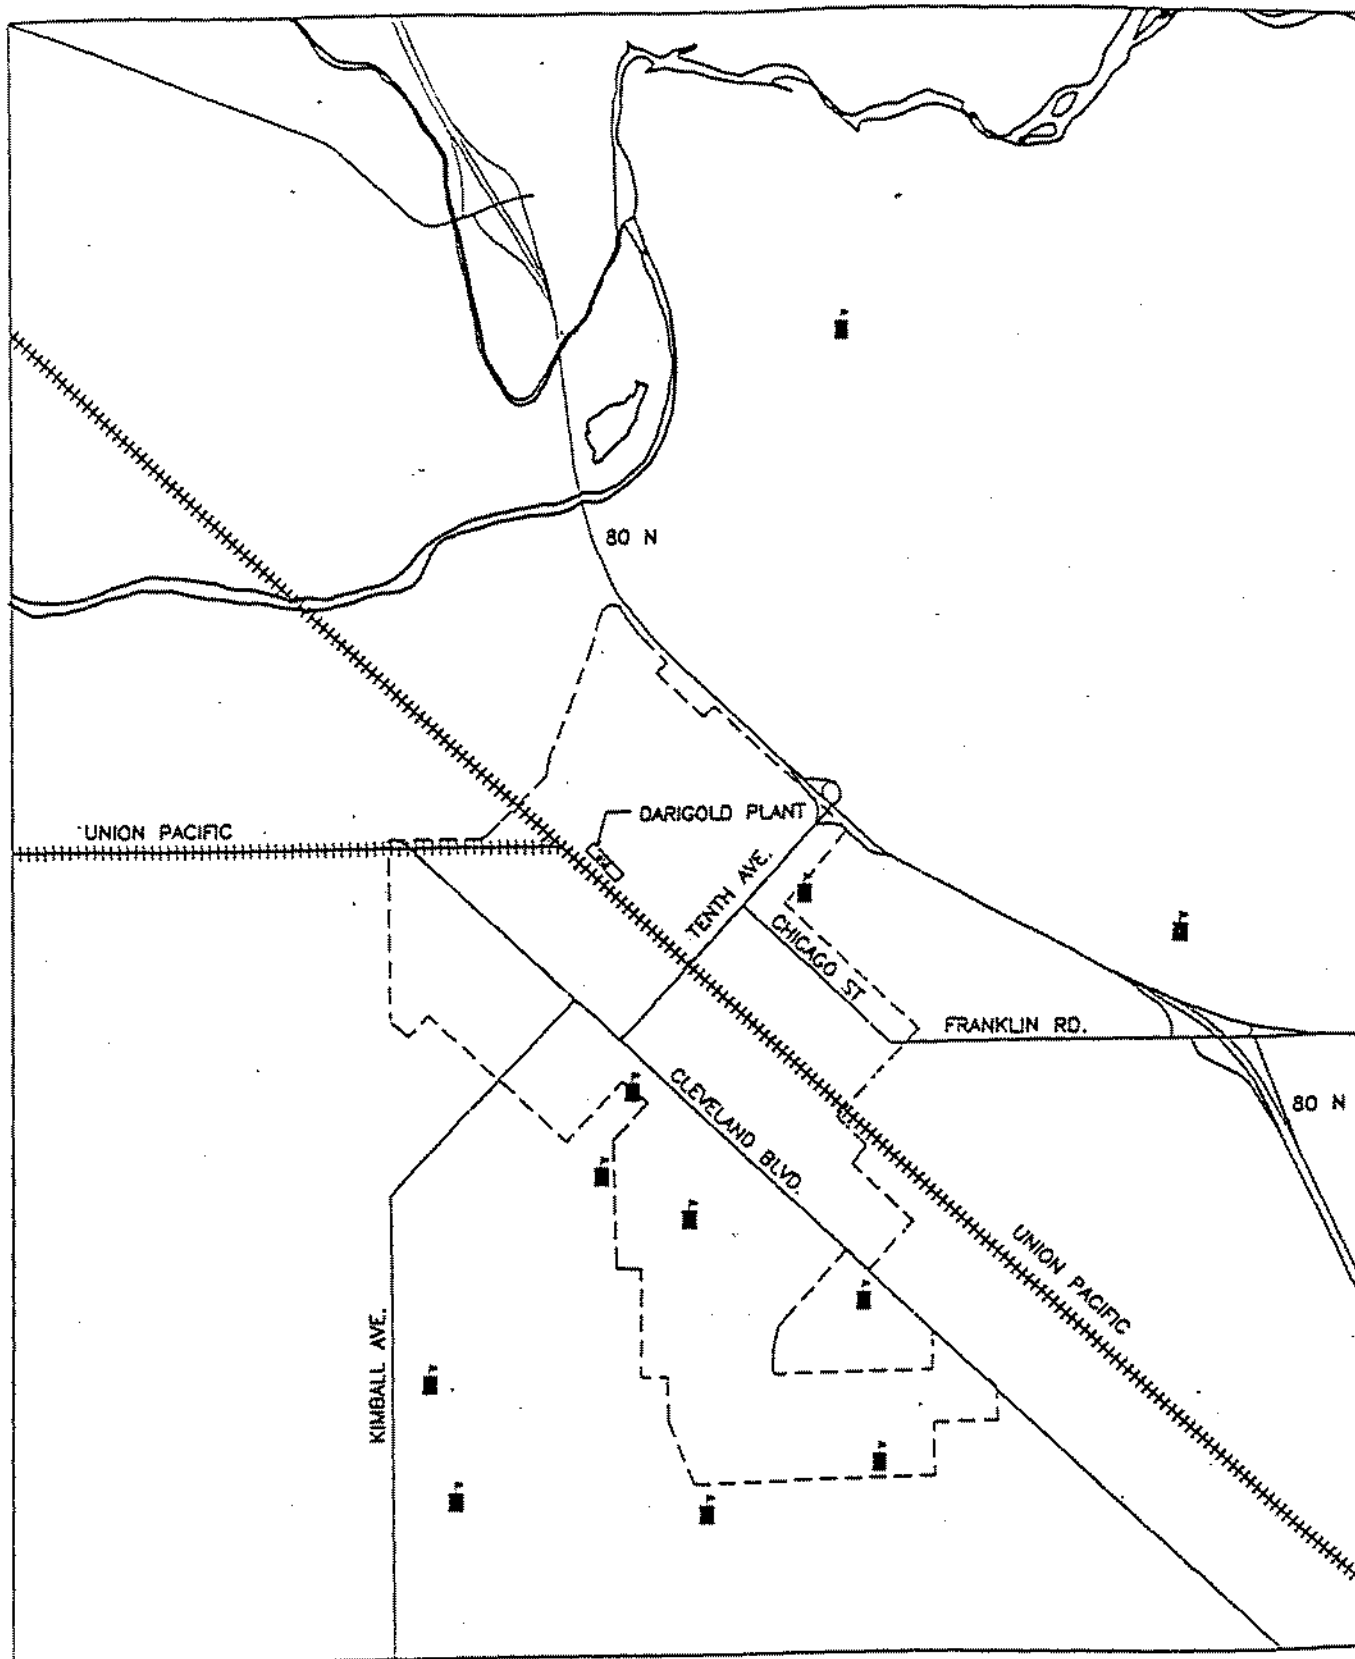 80 N
DARIGOLD PLANT
UNION PACIFIC
TENTH AVE.
CHICAGO ST
FRANKLIN RD.
CLEVELAND BLVD.
80 N
UNION PACIFIC
KIMBALL AVE.